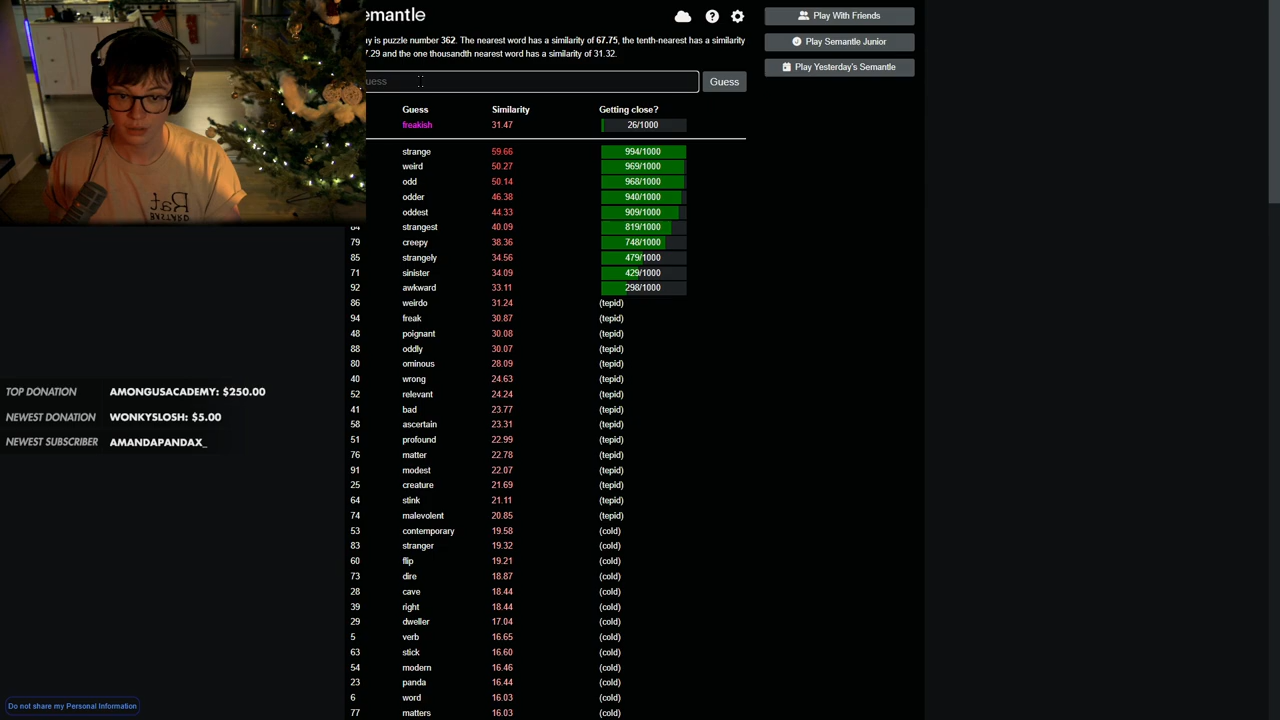 emantle
Play With Friends
y is puzzle number 362. The nearest word has a similarity of 67.75, the tenth-nearest has a similarity
7.29 and the one thousandth nearest word has a similarity of 31.32.
Play Semantle Junior
Play Yesterday's Semantle
uess
Guess
Guess Similarity Getting close?
freakish 31.47 26/1000
strange 59.66 994/1000
weird 50.27 969/1000
odd 50.14 968/1000
odder 46.38 940/1000
oddest 44.33 909/1000
84 strangest 40.09 819/1000
79 creepy 38.36 748/1000
85 strangely 34.56 479/1000
71 sinister 34.09 429/1000
92 awkward 33.11 298/1000
86 weirdo 31.24 (tepid)
94 freak 30.87 (tepid)
48 poignant 30.08 (tepid)
88 oddly 30.07 (tepid)
80 ominous 28.09 (tepid)
40 wrong 24.63 (tepid)
52 relevant 24.24 (tepid)
41 bad 23.77 (tepid)
58 ascertain 23.31 (tepid)
51 profound 22.99 (tepid)
76 matter 22.78 (tepid)
91 modest 22.07 (tepid)
25 creature 21.69 (tepid)
64 stink 21.11 (tepid)
74 malevolent 20.85 (tepid)
53 contemporary 19.58 (cold)
83 stranger 19.32 (cold)
60 flip 19.21 (cold)
73 dire 18.87 (cold)
28 cave 18.44 (cold)
39 right 18.44 (cold)
29 dweller 17.04 (cold)
5 verb 16.65 (cold)
63 stick 16.60 (cold)
54 modern 16.46 (cold)
23 panda 16.44 (cold)
6 word 16.03 (cold)
77 matters 16.03 (cold)
Rat
TOP DONATION AMONGUSACADEMY: $250.00
NEWEST DONATION WONKYSLOSH: $5.00
NEWEST SUBSCRIBER AMANDAPANDAX_
Do not share my Personal Information